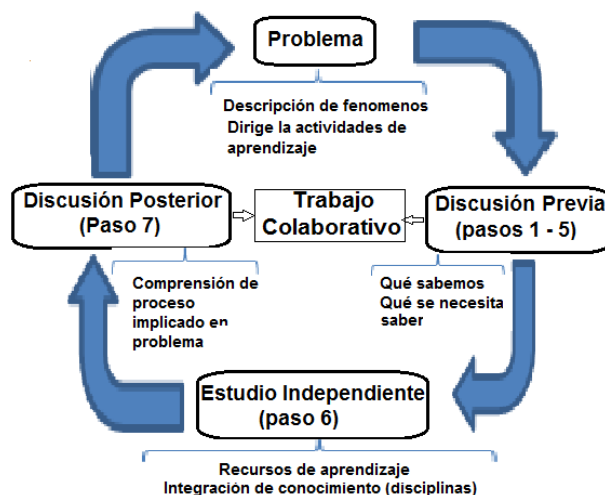 Problema
Descripción de fenomenos
Dirige la actividades de
aprendizaje
Discusión Posterior
(Paso 7)
Trabajo
Colaborativo
Discusión Previa
(pasos 1 - 5)
Comprensión de
proceso
implicado en
problema
Qué sabemos
Qué se necesita
saber
Estudio Independiente
(paso 6)
Recursos de aprendizaje
Integración de conocimiento (disciplinas)